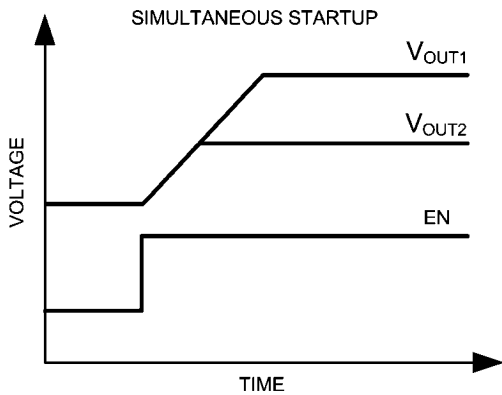 SIMULTANEOUS STARTUP
VOUT1
VOUT2
VOLTAGE
EN
TIME